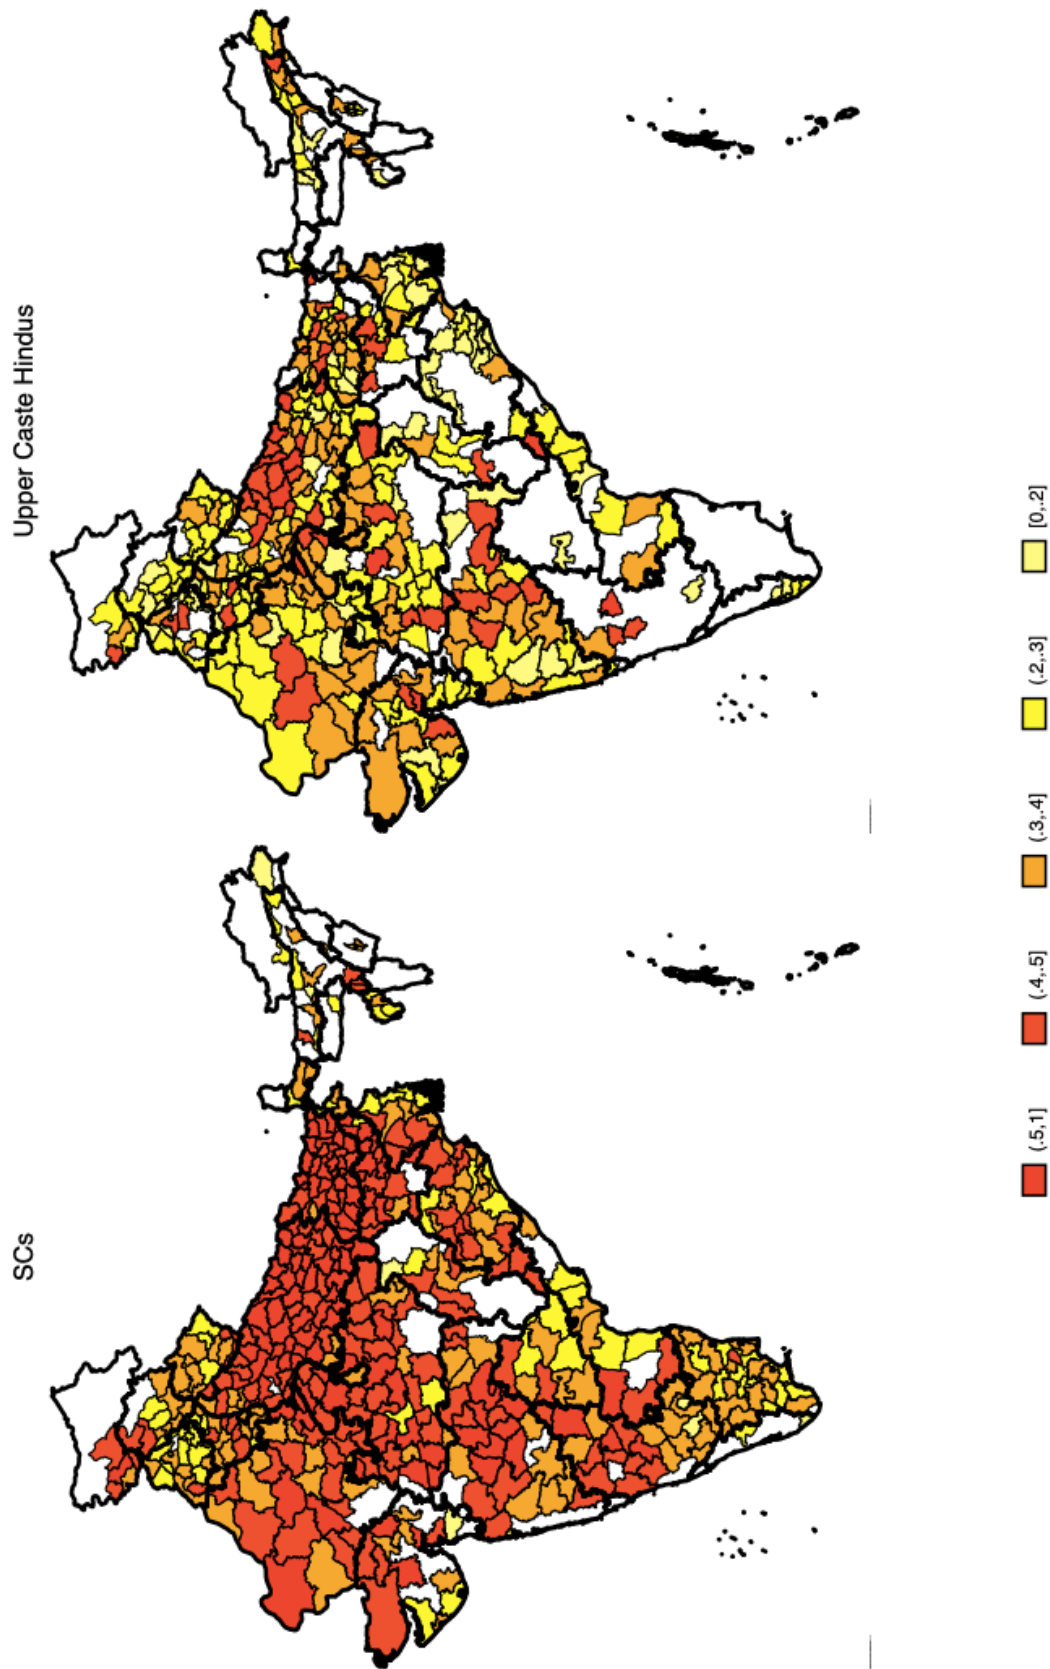 SCs
Upper Caste Hindus
(.5,1]
(.4,.5]
(.3,.4]
(.2,.3]
[0,.2]